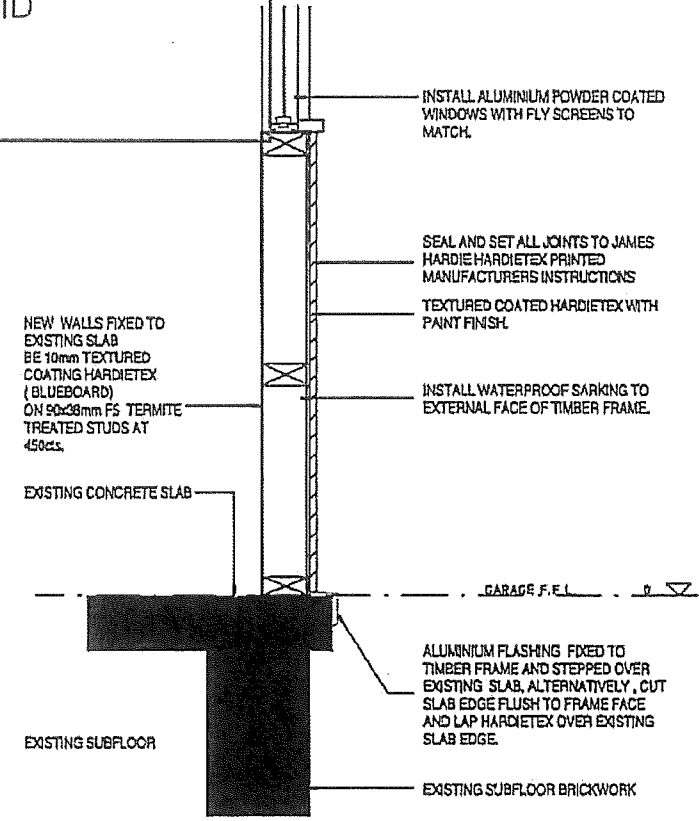 INSTALL ALUMINIUM POWDER COATED
WINDOWS WITH FLY SCREENS TO
MATCH.
SEAL AND SET ALL JOINTS TO JAMES
HARDIE HARDIETEX PRINTED
MANUFACTURERS INSTRUCTIONS
TEXTURED COATED HARDIETEX WITH
PAINT FINISH.
NEW WALLS FIXED TO
EXISTING SLAB
BE 10mm TEXTURED
COATING HARDIETEX
( BLUEBOARD)
ON 90x38mm F5 TERMITE
TREATED STUDS AT
450cts.
INSTALL WATERPROOF SARKING TO
EXTERNAL FACE OF TIMBER FRAME.
EXISTING CONCRETE SLAB
GARAGE F.F.L
ALUMINIUM FLASHING FIXED TO
TIMBER FRAME AND STEPPED OVER
EXISTING SLAB, ALTERNATIVELY , CUT
SLAB EDGE FLUSH TO FRAME FACE
AND LAP HARDIETEX OVER EXISTING
SLAB EDGE.
EXISTING SUBFLOOR
EXISTING SUBFLOOR BRICKWORK